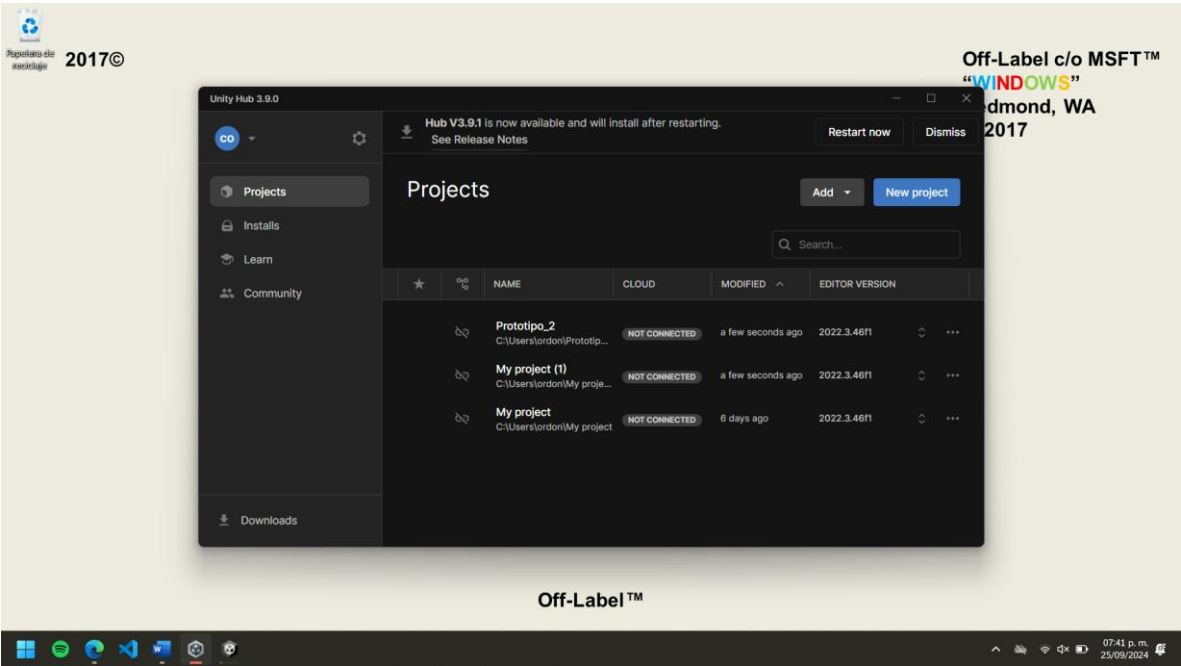 Papelera de
reciclaje
2017©
Off-Label c/o MSFT™
“WINDOWS”
edmond, WA
2017
Unity Hub 3.9.0
CO
Hub V3.9.1 is now available and will install after restarting.
See Release Notes
Restart now
Dismiss
Projects
Installs
Learn
Community
Downloads
Projects
Add
New project
Search...
NAME CLOUD MODIFIED EDITOR VERSION
Prototipo_2
C:\Users\ordon\Prototip...
NOT CONNECTED
a few seconds ago
2022.3.46f1
My project (1)
C:\Users\ordon\My proje...
NOT CONNECTED
a few seconds ago
2022.3.46f1
My project
C:\Users\ordon\My project
NOT CONNECTED
6 days ago
2022.3.46f1
Off-Label™
07:41 p. m.
25/09/2024